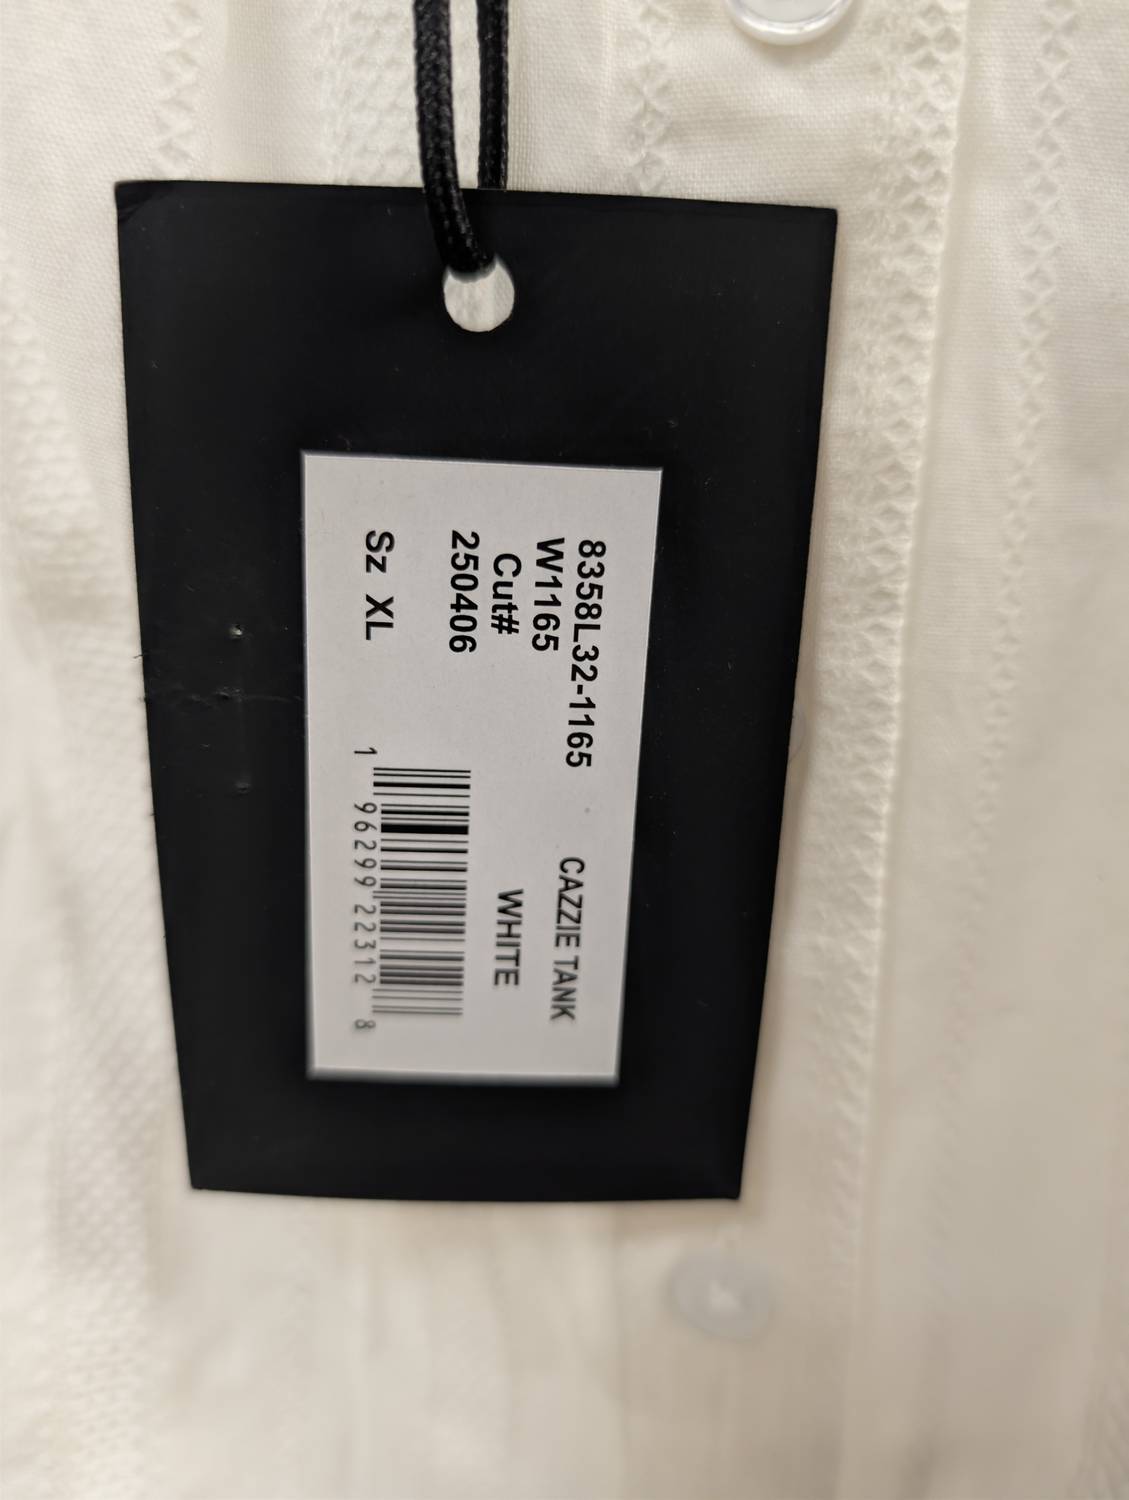 8358L32-1165
W1165 CAZZIE TANK
Cut# WHITE
250406
Sz XL
1 96299 22312 8